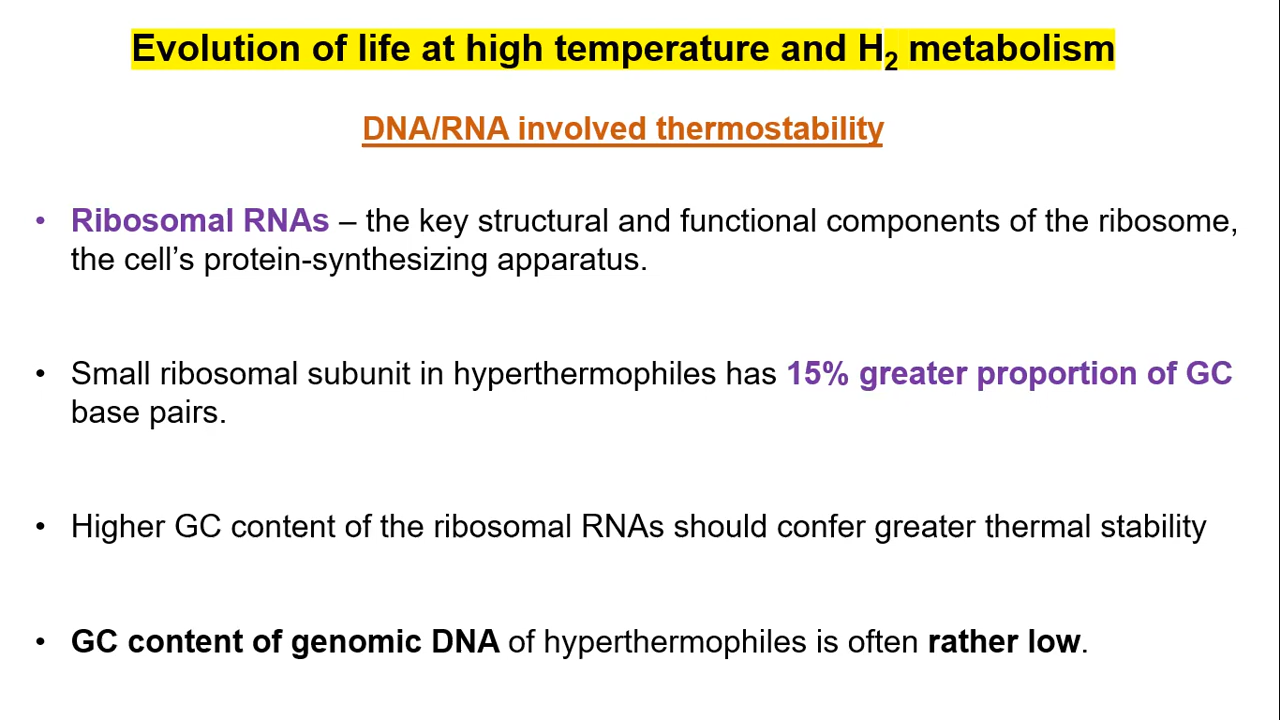 Evolution of life at high temperature and H₂ metabolism
DNA/RNA involved thermostability
• Ribosomal RNAs – the key structural and functional components of the ribosome,
the cell’s protein-synthesizing apparatus.
• Small ribosomal subunit in hyperthermophiles has 15% greater proportion of GC
base pairs.
• Higher GC content of the ribosomal RNAs should confer greater thermal stability
• GC content of genomic DNA of hyperthermophiles is often rather low.